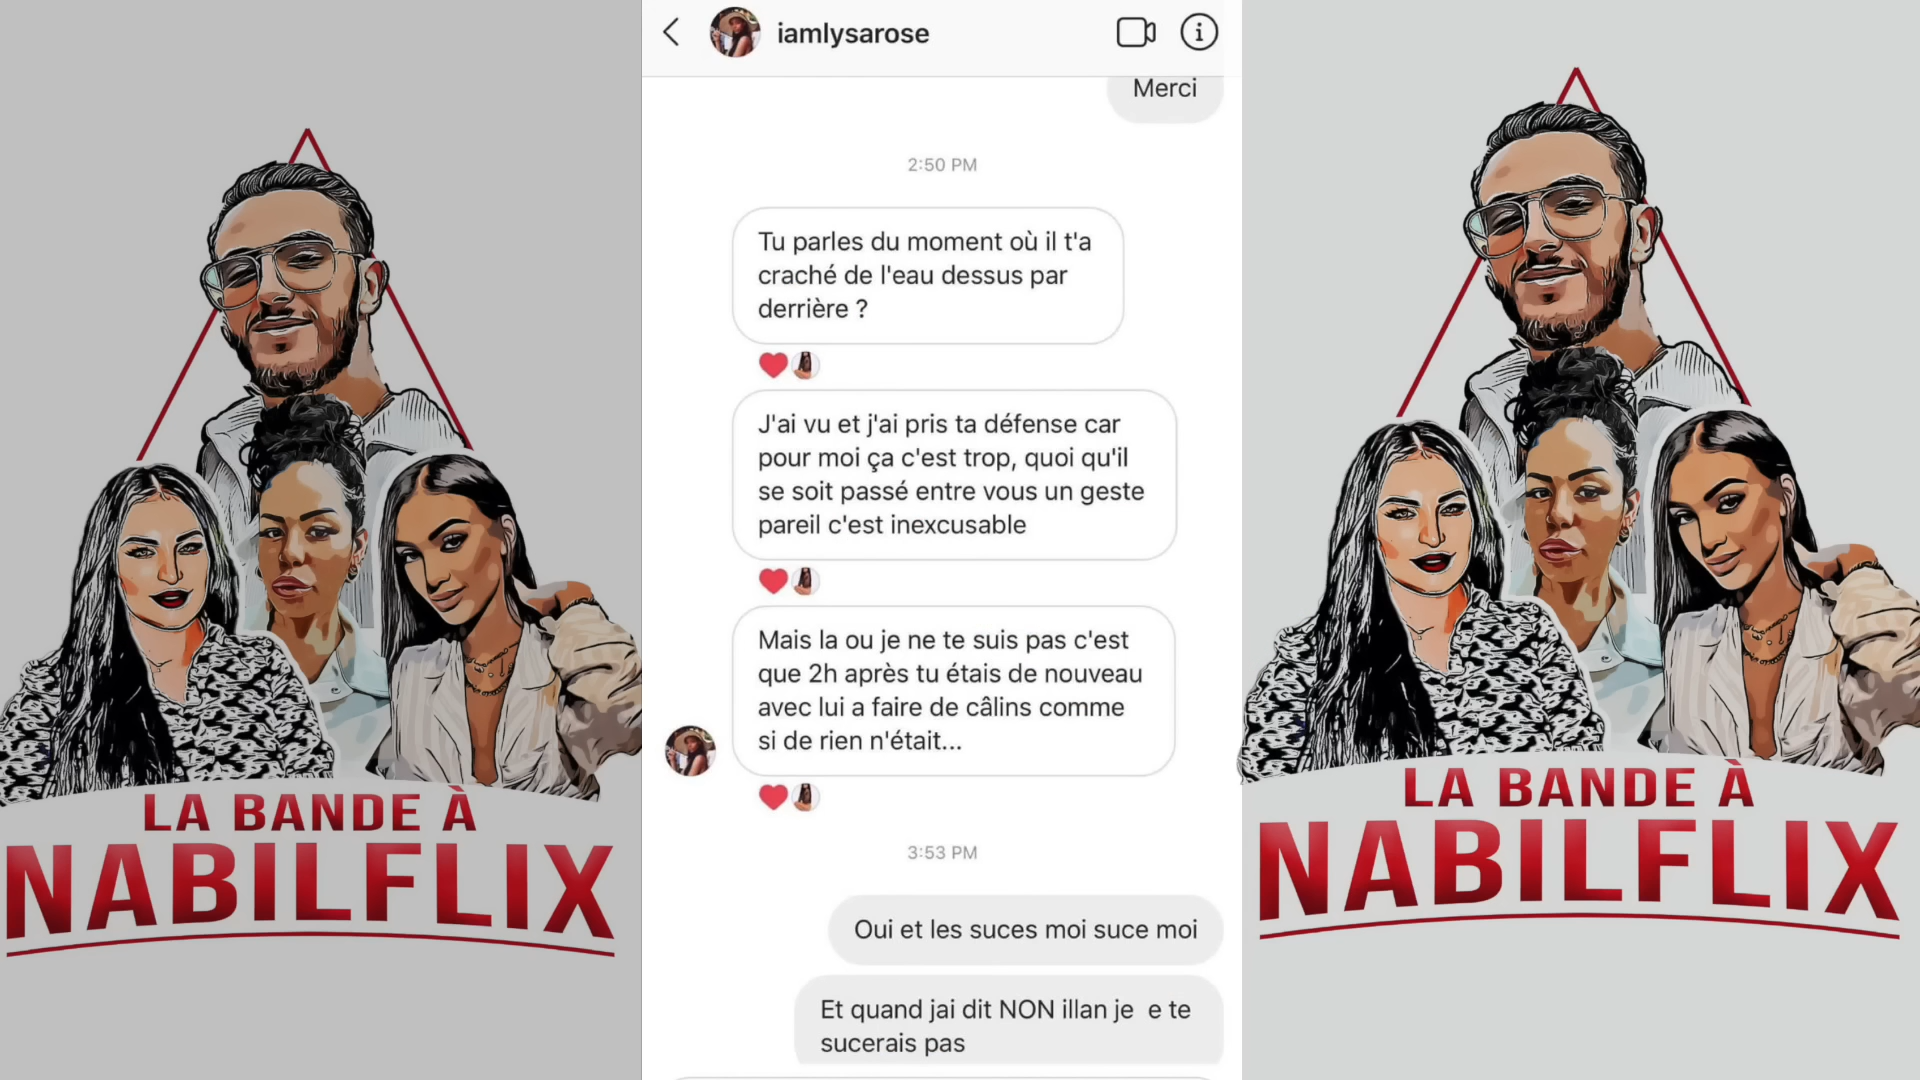 iamlysarose
Merci
2:50 PM
Tu parles du moment où il t'a
craché de l'eau dessus par
derrière ?
J'ai vu et j'ai pris ta défense car
pour moi ça c'est trop, quoi qu'il
se soit passé entre vous un geste
pareil c'est inexcusable
Mais la ou je ne te suis pas c'est
que 2h après tu étais de nouveau
avec lui a faire de câlins comme
si de rien n'était...
3:53 PM
Oui et les suces moi suce moi
Et quand jai dit NON illan je e te
sucerais pas
LA BANDE À
NABILFLIX
LA BANDE À
NABILFLIX